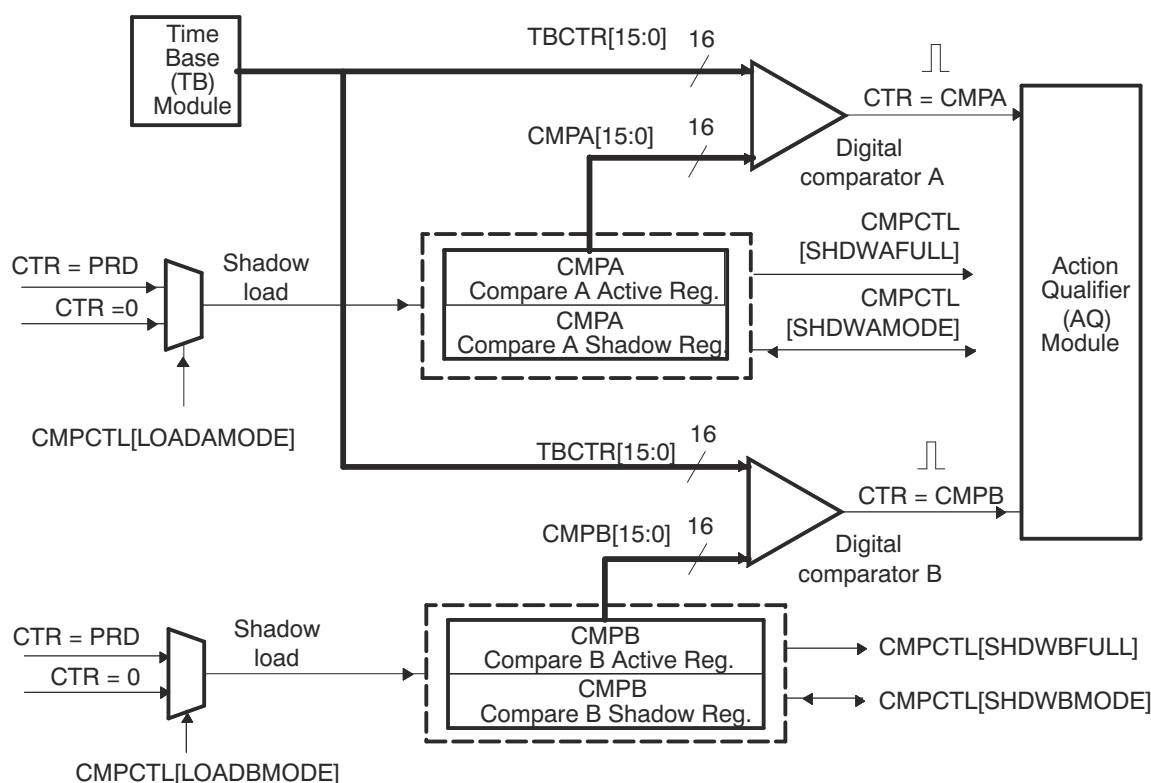 Time
Base
(TB)
Module
TBCTR[15:0]
16
CTR = CMPA
CMPA[15:0]
16
Digital
comparator A
CTR = PRD
CTR =0
Shadow
load
CMPA
Compare A Active Reg.
CMPA
Compare A Shadow Reg.
CMPCTL
[SHDWAFULL]
CMPCTL
[SHDWAMODE]
Action
Qualifier
(AQ)
Module
CMPCTL[LOADAMODE]
TBCTR[15:0]
16
CTR = CMPB
CMPB[15:0]
16
Digital
comparator B
CTR = PRD
CTR = 0
Shadow
load
CMPB
Compare B Active Reg.
CMPB
Compare B Shadow Reg.
CMPCTL[SHDWBFULL]
CMPCTL[SHDWBMODE]
CMPCTL[LOADBMODE]